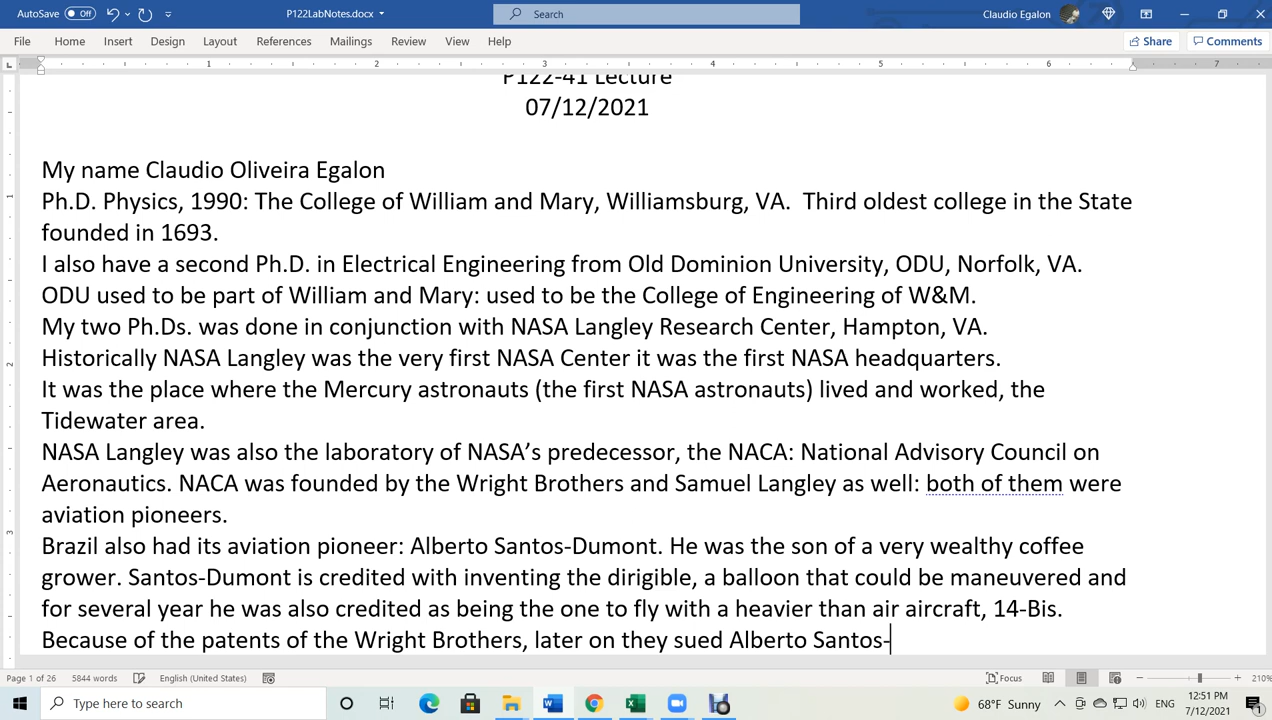 AutoSave Off P122LabNotes.docx Search Claudio Egalon
File Home Insert Design Layout References Mailings Review View Help Share Comments
1 2 3 4 5 6 7
P122-41 Lecture
07/12/2021
My name Claudio Oliveira Egalon
Ph.D. Physics, 1990: The College of William and Mary, Williamsburg, VA.  Third oldest college in the State
founded in 1693.
I also have a second Ph.D. in Electrical Engineering from Old Dominion University, ODU, Norfolk, VA.
ODU used to be part of William and Mary: used to be the College of Engineering of W&M.
My two Ph.Ds. was done in conjunction with NASA Langley Research Center, Hampton, VA.
Historically NASA Langley was the very first NASA Center it was the first NASA headquarters.
It was the place where the Mercury astronauts (the first NASA astronauts) lived and worked, the
Tidewater area.
NASA Langley was also the laboratory of NASA’s predecessor, the NACA: National Advisory Council on
Aeronautics. NACA was founded by the Wright Brothers and Samuel Langley as well: both of them were
aviation pioneers.
Brazil also had its aviation pioneer: Alberto Santos-Dumont. He was the son of a very wealthy coffee
grower. Santos-Dumont is credited with inventing the dirigible, a balloon that could be maneuvered and
for several year he was also credited as being the one to fly with a heavier than air aircraft, 14-Bis.
Because of the patents of the Wright Brothers, later on they sued Alberto Santos-
1
2
3
Page 1 of 26 5844 words English (United States) Focus 210%
Type here to search 68°F Sunny ENG 12:51 PM
7/12/2021 1